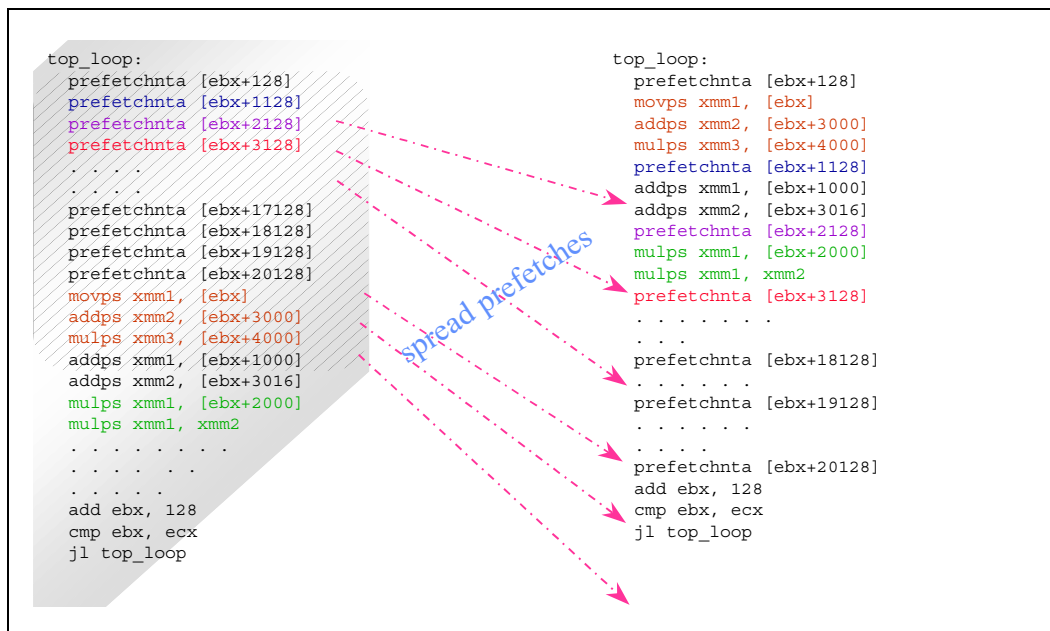 top_loop:
prefetchnta [ebx+128]
prefetchnta [ebx+1128]
prefetchnta [ebx+2128]
prefetchnta [ebx+3128]
. . . .
. . . .
prefetchnta [ebx+17128]
prefetchnta [ebx+18128]
prefetchnta [ebx+19128]
prefetchnta [ebx+20128]
movps xmm1, [ebx]
addps xmm2, [ebx+3000]
mulps xmm3, [ebx+4000]
addps xmm1, [ebx+1000]
addps xmm2, [ebx+3016]
mulps xmm1, [ebx+2000]
mulps xmm1, xmm2
. . . . . . . .
. . . . . .
. . . . .
add ebx, 128
cmp ebx, ecx
jl top_loop
spread prefetches
top_loop:
prefetchnta [ebx+128]
movps xmm1, [ebx]
addps xmm2, [ebx+3000]
mulps xmm3, [ebx+4000]
prefetchnta [ebx+1128]
addps xmm1, [ebx+1000]
addps xmm2, [ebx+3016]
prefetchnta [ebx+2128]
mulps xmm1, [ebx+2000]
mulps xmm1, xmm2
prefetchnta [ebx+3128]
. . . . . . .
. . .
prefetchnta [ebx+18128]
. . . . . .
prefetchnta [ebx+19128]
. . . . . .
. . . .
prefetchnta [ebx+20128]
add ebx, 128
cmp ebx, ecx
jl top_loop